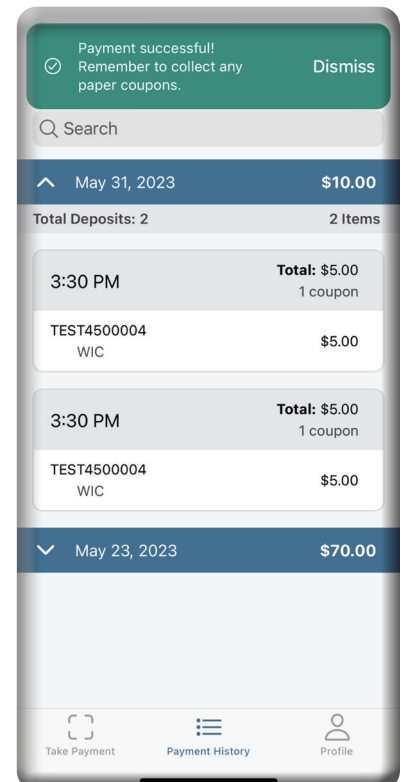 Payment successful!
Remember to collect any
paper coupons.
Dismiss
Search
May 31, 2023 $10.00
Total Deposits: 2 2 Items
3:30 PM Total: $5.00
1 coupon
TEST4500004 $5.00
WIC
3:30 PM Total: $5.00
1 coupon
TEST4500004 $5.00
WIC
May 23, 2023 $70.00
Take Payment Payment History Profile